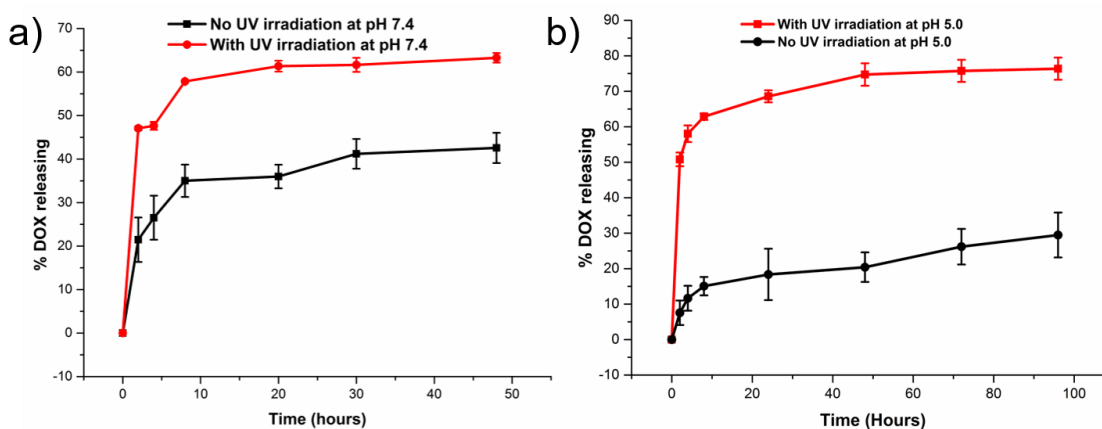 a)
No UV irradiation at pH 7.4
With UV irradiation at pH 7.4
% DOX releasing
70
60
50
40
30
20
10
0
-10
0 10 20 30 40 50
Time (hours)
b)
With UV irradiation at pH 5.0
No UV irradiation at pH 5.0
% DOX releasing
90
80
70
60
50
40
30
20
10
0
-10
0 20 40 60 80 100
Time (Hours)